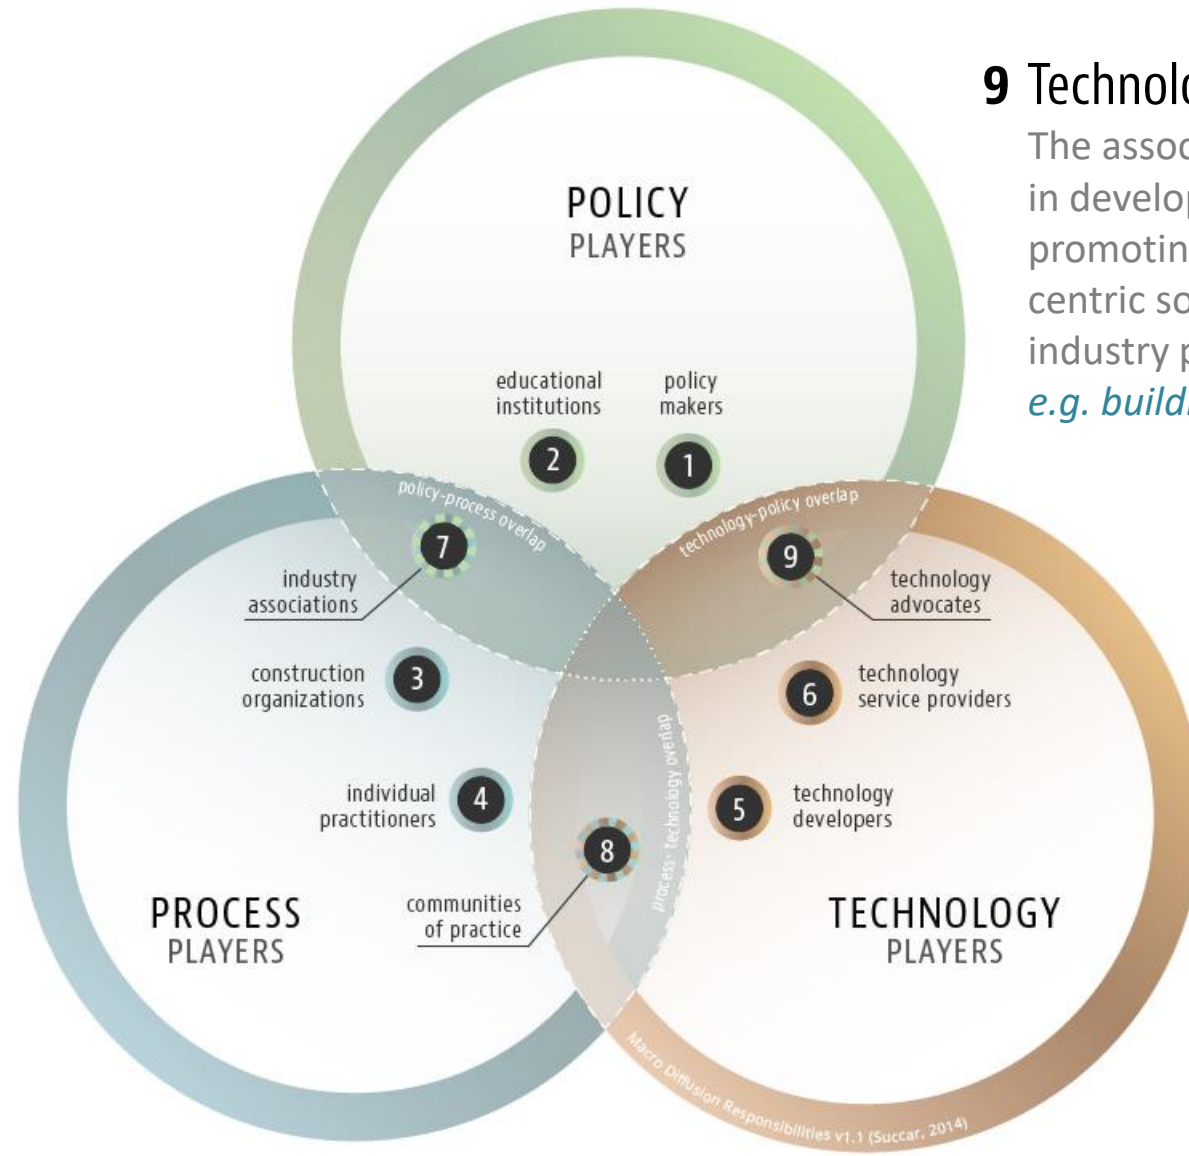 POLICY
PLAYERS
educational
institutions
policy
makers
2
1
policy-process overlap
technology-policy overlap
7
9
industry
associations
technology
advocates
construction
organizations
3
6
technology
service providers
individual
practitioners
4
5
technology
developers
process- technology overlap
8
communities
of practice
PROCESS
PLAYERS
TECHNOLOGY
PLAYERS
Macro Diffusion Responsibilities v1.1 (Succar, 2014)
9 Technolo
The assoc
in develop
promotin
centric so
industry p
e.g. build